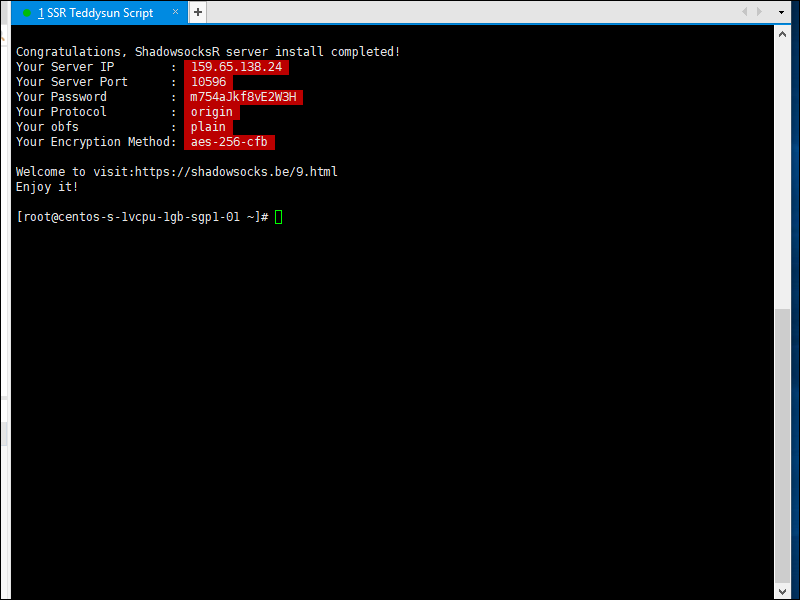 1 SSR Teddysun Script × +
Congratulations, ShadowsocksR server install completed!
Your Server IP        :  159.65.138.24
Your Server Port      :  10596
Your Password         :  m754aJkf8vE2W3H
Your Protocol         :  origin
Your obfs             :  plain
Your Encryption Method:  aes-256-cfb
Welcome to visit:https://shadowsocks.be/9.html
Enjoy it!
[root@centos-s-1vcpu-1gb-sgp1-01 ~]#